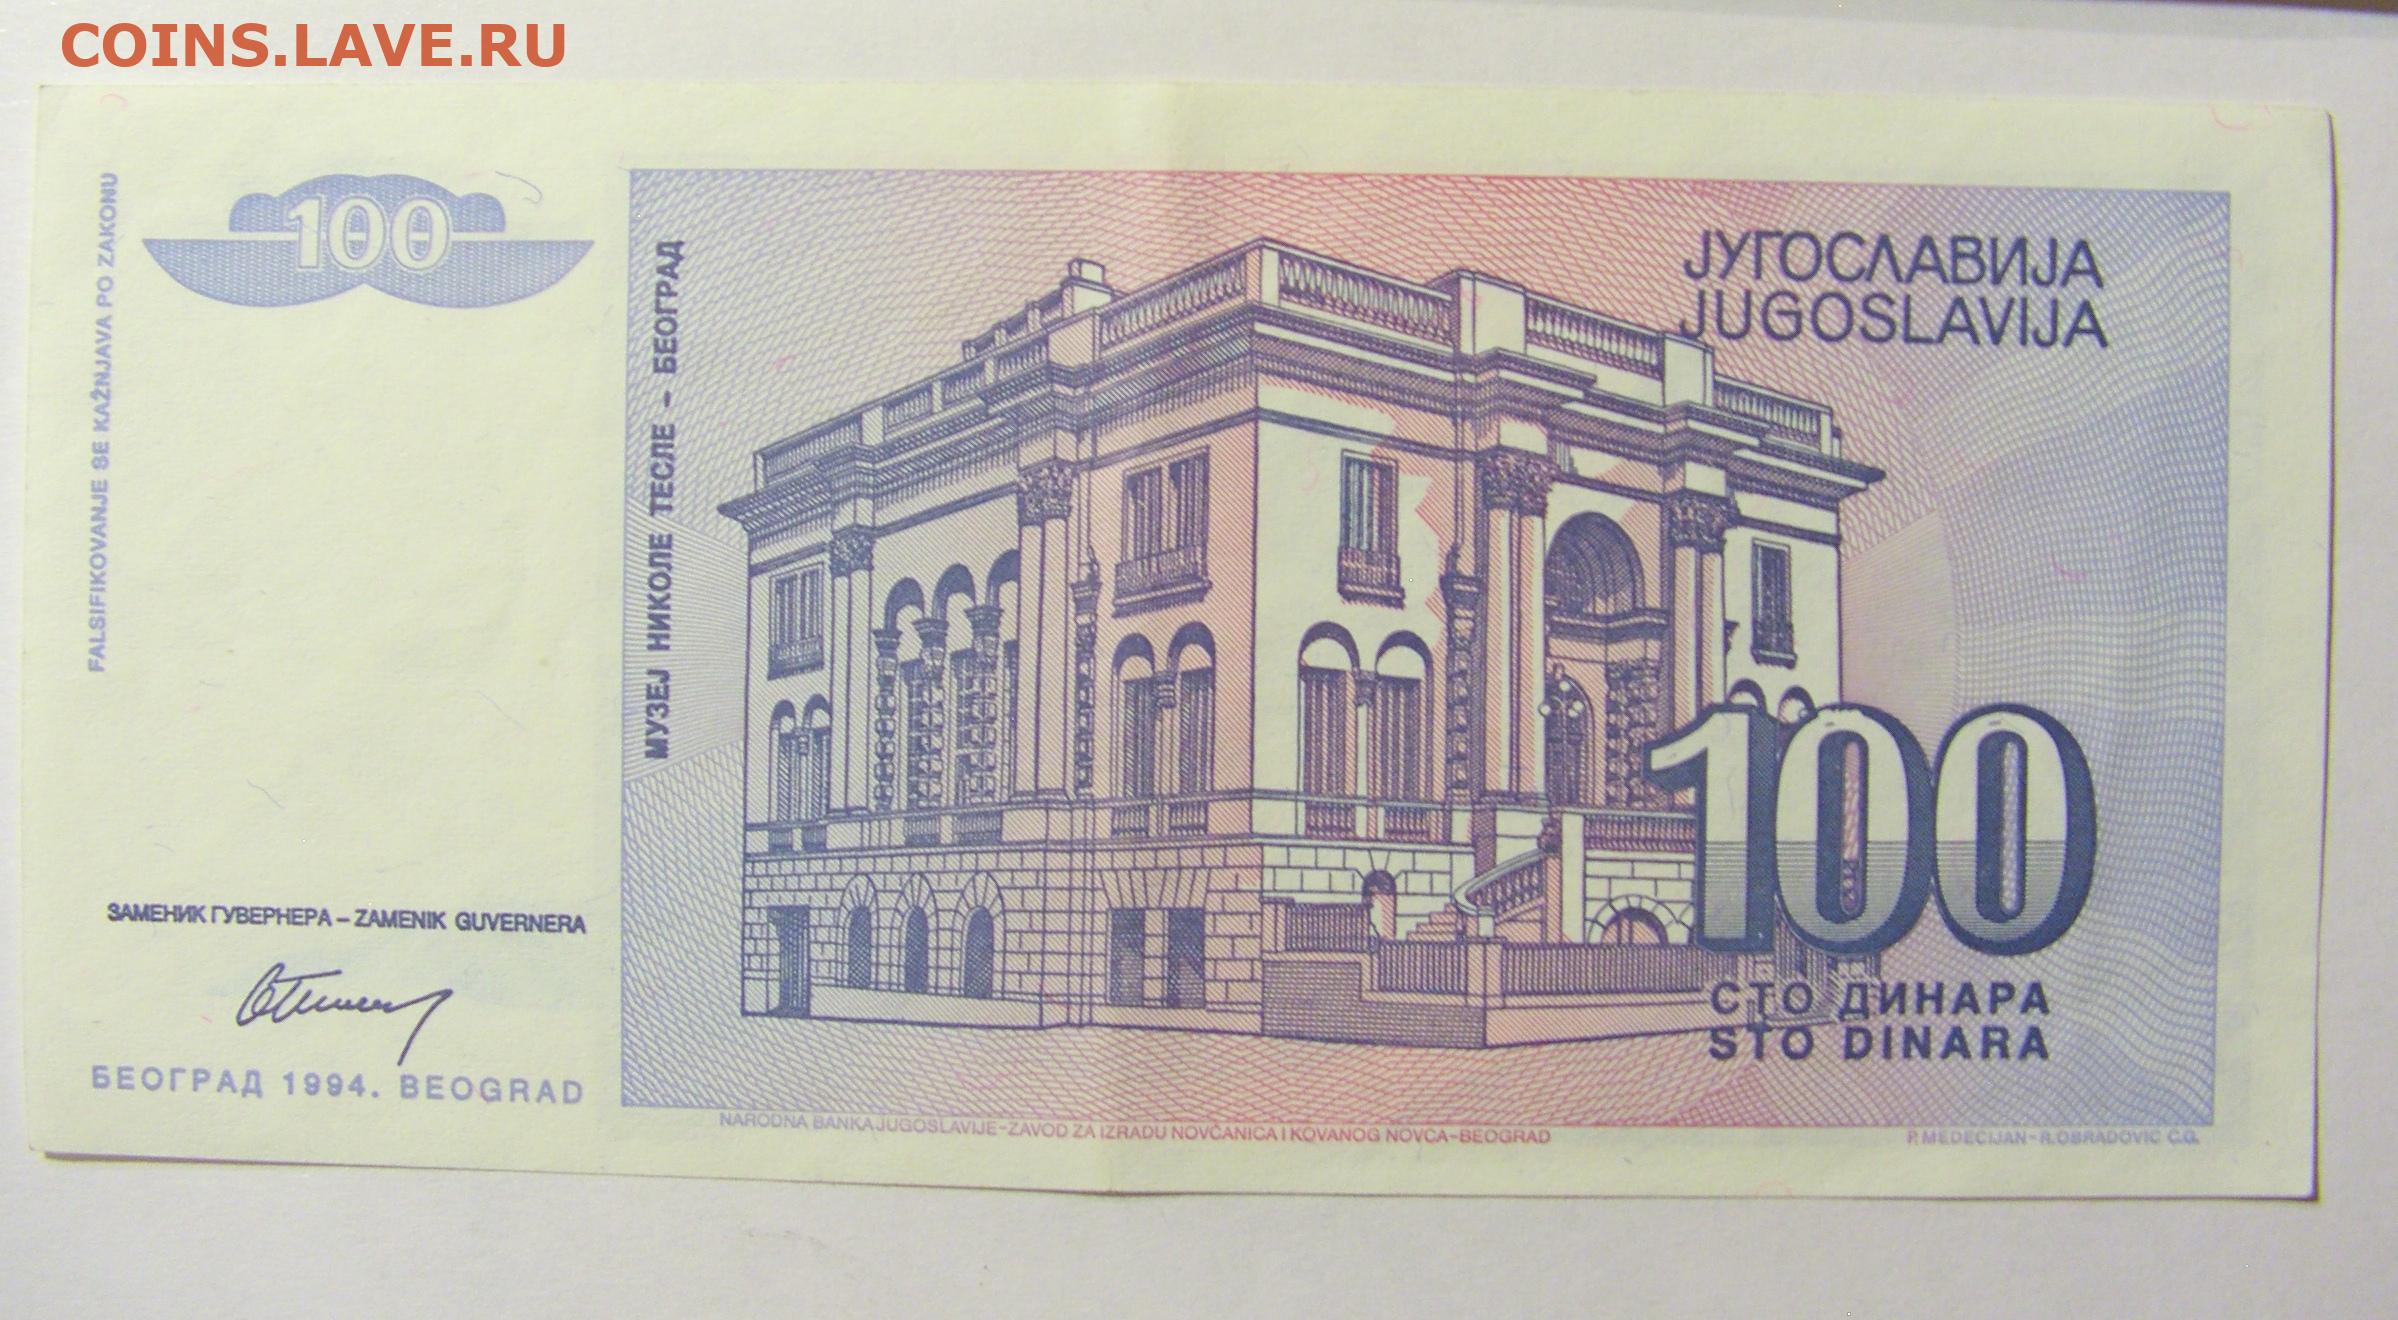 COINS.LAVE.RU
100
FALSIFIKOVANJE SE KAŽNJAVA PO ZAKONU
МУЗЕЈ НИКОЛЕ ТЕСЛЕ – БЕОГРАД
ЈУГОСЛАВИЈА
JUGOSLAVIJA
100
СТО ДИНАРА
STO DINARA
ЗАМЕНИК ГУВЕРНЕРА – ZAMENIK GUVERNERA
БЕОГРАД 1994. BEOGRAD
NARODNA BANKA JUGOSLAVIJE-ZAVOD ZA IZRADU NOVČANICA I KOVANOG NOVCA-BEOGRAD
P.MEDECIJAN-R.OBRADOVIĆ Č.G.